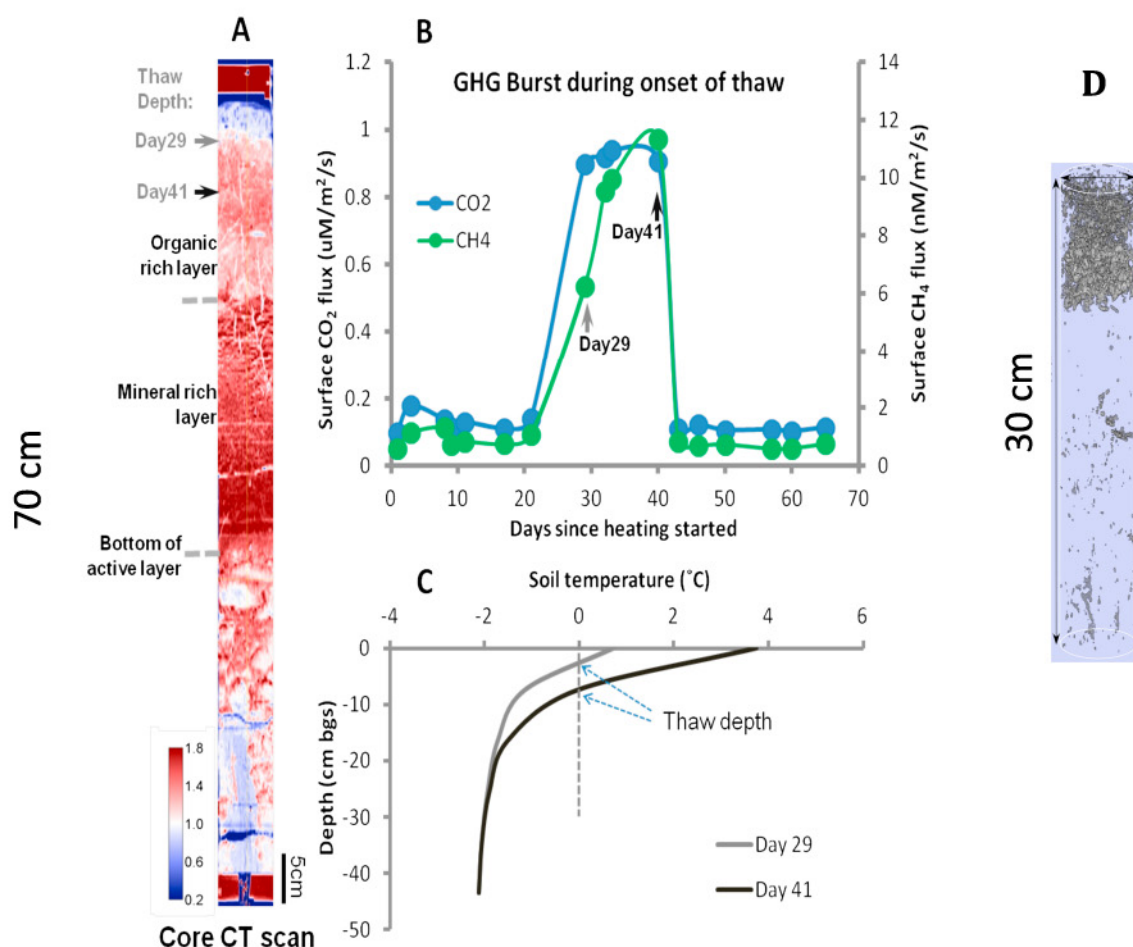 A
Thaw
Depth:
Day29
Day41
Organic
rich layer
Mineral rich
layer
Bottom of
active layer
70 cm
1.8
1.4
1.0
0.6
0.2
5cm
Core CT scan
B
GHG Burst during onset of thaw
1.2
1
0.8
0.6
0.4
0.2
0
Surface CO2 flux (uM/m2/s)
14
12
10
8
6
4
2
0
Surface CH4 flux (nM/m2/s)
CO2
CH4
Day41
Day29
0 10 20 30 40 50 60 70
Days since heating started
C
Soil temperature (˚C)
-4 -2 0 2 4 6
0
-10
-20
-30
-40
-50
Depth (cm bgs)
Thaw depth
Day 29
Day 41
D
30 cm